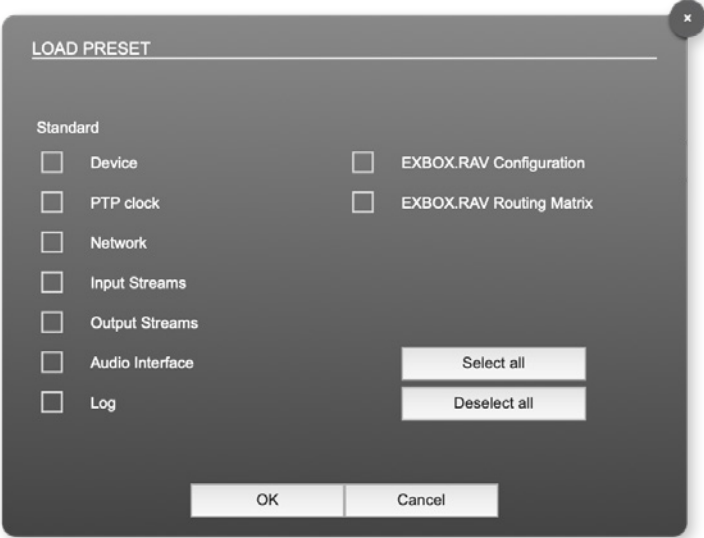 ×
LOAD PRESET
Standard
Device
EXBOX.RAV Configuration
PTP clock
EXBOX.RAV Routing Matrix
Network
Input Streams
Output Streams
Audio Interface
Select all
Log
Deselect all
OK
Cancel